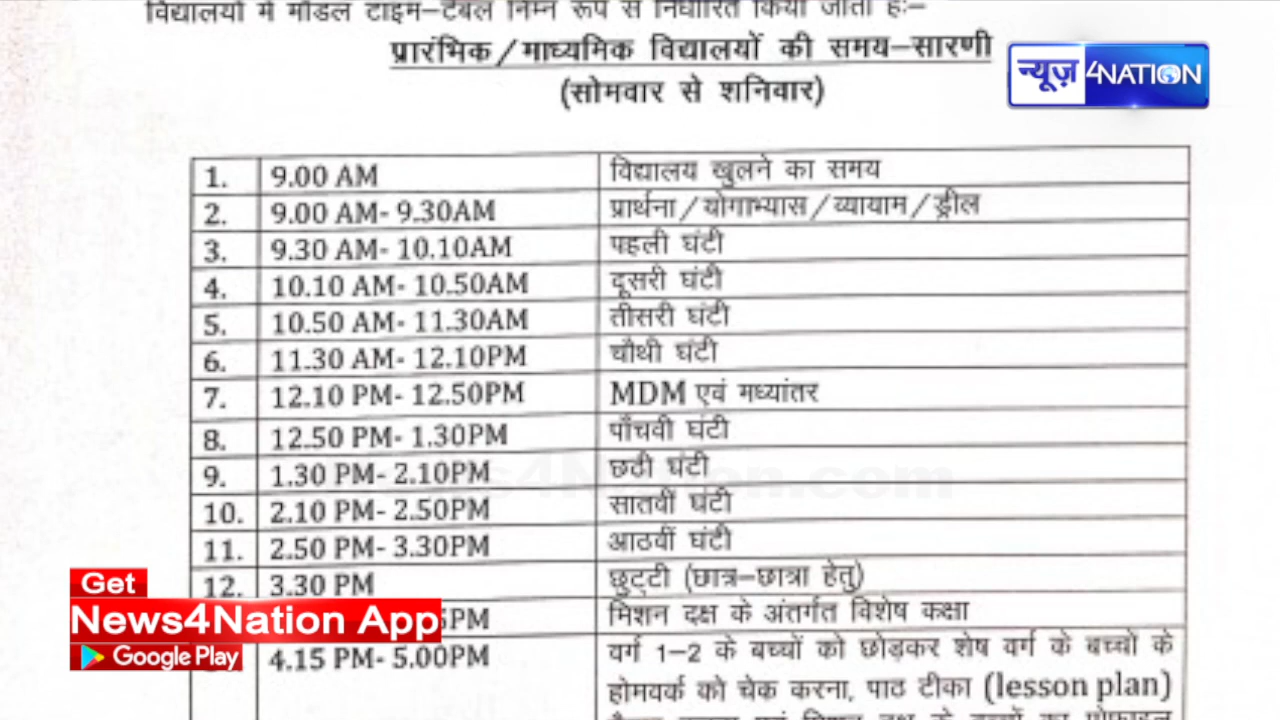 विद्यालयों में मॉडल टाइम–टेबल निम्न रूप से निर्धारित किया जाता हैः–
प्रारंभिक/माध्यमिक विद्यालयों की समय–सारणी
(सोमवार से शनिवार)
न्यूज़ 4NATION
1. 9.00 AM विद्यालय खुलने का समय
2. 9.00 AM- 9.30AM प्रार्थना/योगाभ्यास/व्यायाम/ड्रील
3. 9.30 AM- 10.10AM पहली घंटी
4. 10.10 AM- 10.50AM दूसरी घंटी
5. 10.50 AM- 11.30AM तीसरी घंटी
6. 11.30 AM- 12.10PM चौथी घंटी
7. 12.10 PM- 12.50PM MDM एवं मध्यांतर
8. 12.50 PM- 1.30PM पाँचवी घंटी
9. 1.30 PM- 2.10PM छठी घंटी
10. 2.10 PM- 2.50PM सातवीं घंटी
11. 2.50 PM- 3.30PM आठवीं घंटी
12. 3.30 PM छुट्टी (छात्र–छात्रा हेतु)
5PM मिशन दक्ष के अंतर्गत विशेष कक्षा
4.15 PM- 5.00PM वर्ग 1–2 के बच्चों को छोड़कर शेष वर्ग के बच्चों के
होमवर्क को चेक करना, पाठ टीका (lesson plan)
Get
News4Nation App
Google Play